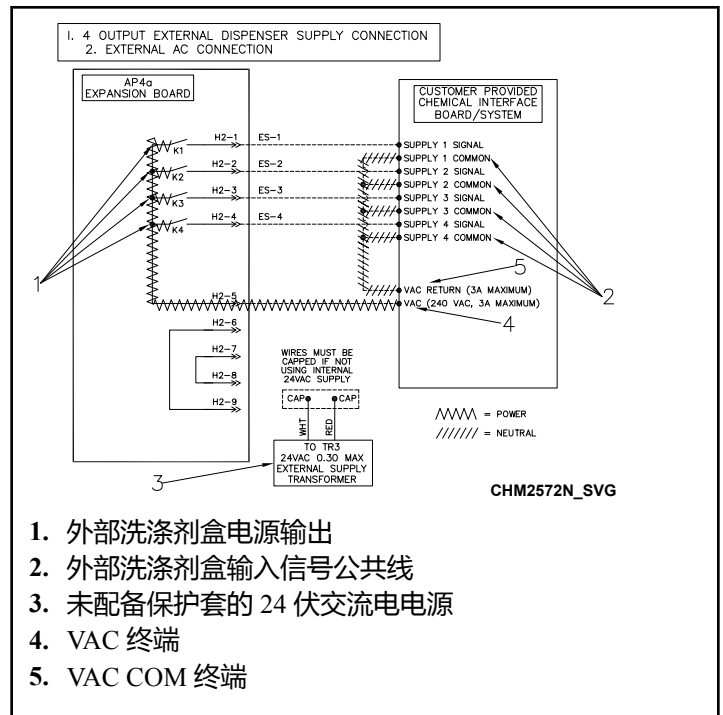 I. 4 OUTPUT EXTERNAL DISPENSER SUPPLY CONNECTION
2. EXTERNAL AC CONNECTION
AP4a
EXPANSION BOARD
CUSTOMER PROVIDED
CHEMICAL INTERFACE
BOARD/SYSTEM
K1
H2-1 ES-1
SUPPLY 1 SIGNAL
SUPPLY 1 COMMON
K2
H2-2 ES-2
SUPPLY 2 SIGNAL
SUPPLY 2 COMMON
K3
H2-3 ES-3
SUPPLY 3 SIGNAL
SUPPLY 3 COMMON
K4
H2-4 ES-4
SUPPLY 4 SIGNAL
SUPPLY 4 COMMON
1
5
2
VAC RETURN (3A MAXIMUM)
H2-5
VAC (240 VAC, 3A MAXIMUM)
4
H2-6
H2-7
H2-8
H2-9
WIRES MUST BE
CAPPED IF NOT
USING INTERNAL
24VAC SUPPLY
CAP CAP
WHT RED
TO TR3
24VAC 0.30 MAX
EXTERNAL SUPPLY
TRANSFORMER
3
= POWER
= NEUTRAL
CHM2572N_SVG
1. 外部洗涤剂盒电源输出
2. 外部洗涤剂盒输入信号公共线
3. 未配备保护套的 24 伏交流电电源
4. VAC 终端
5. VAC COM 终端